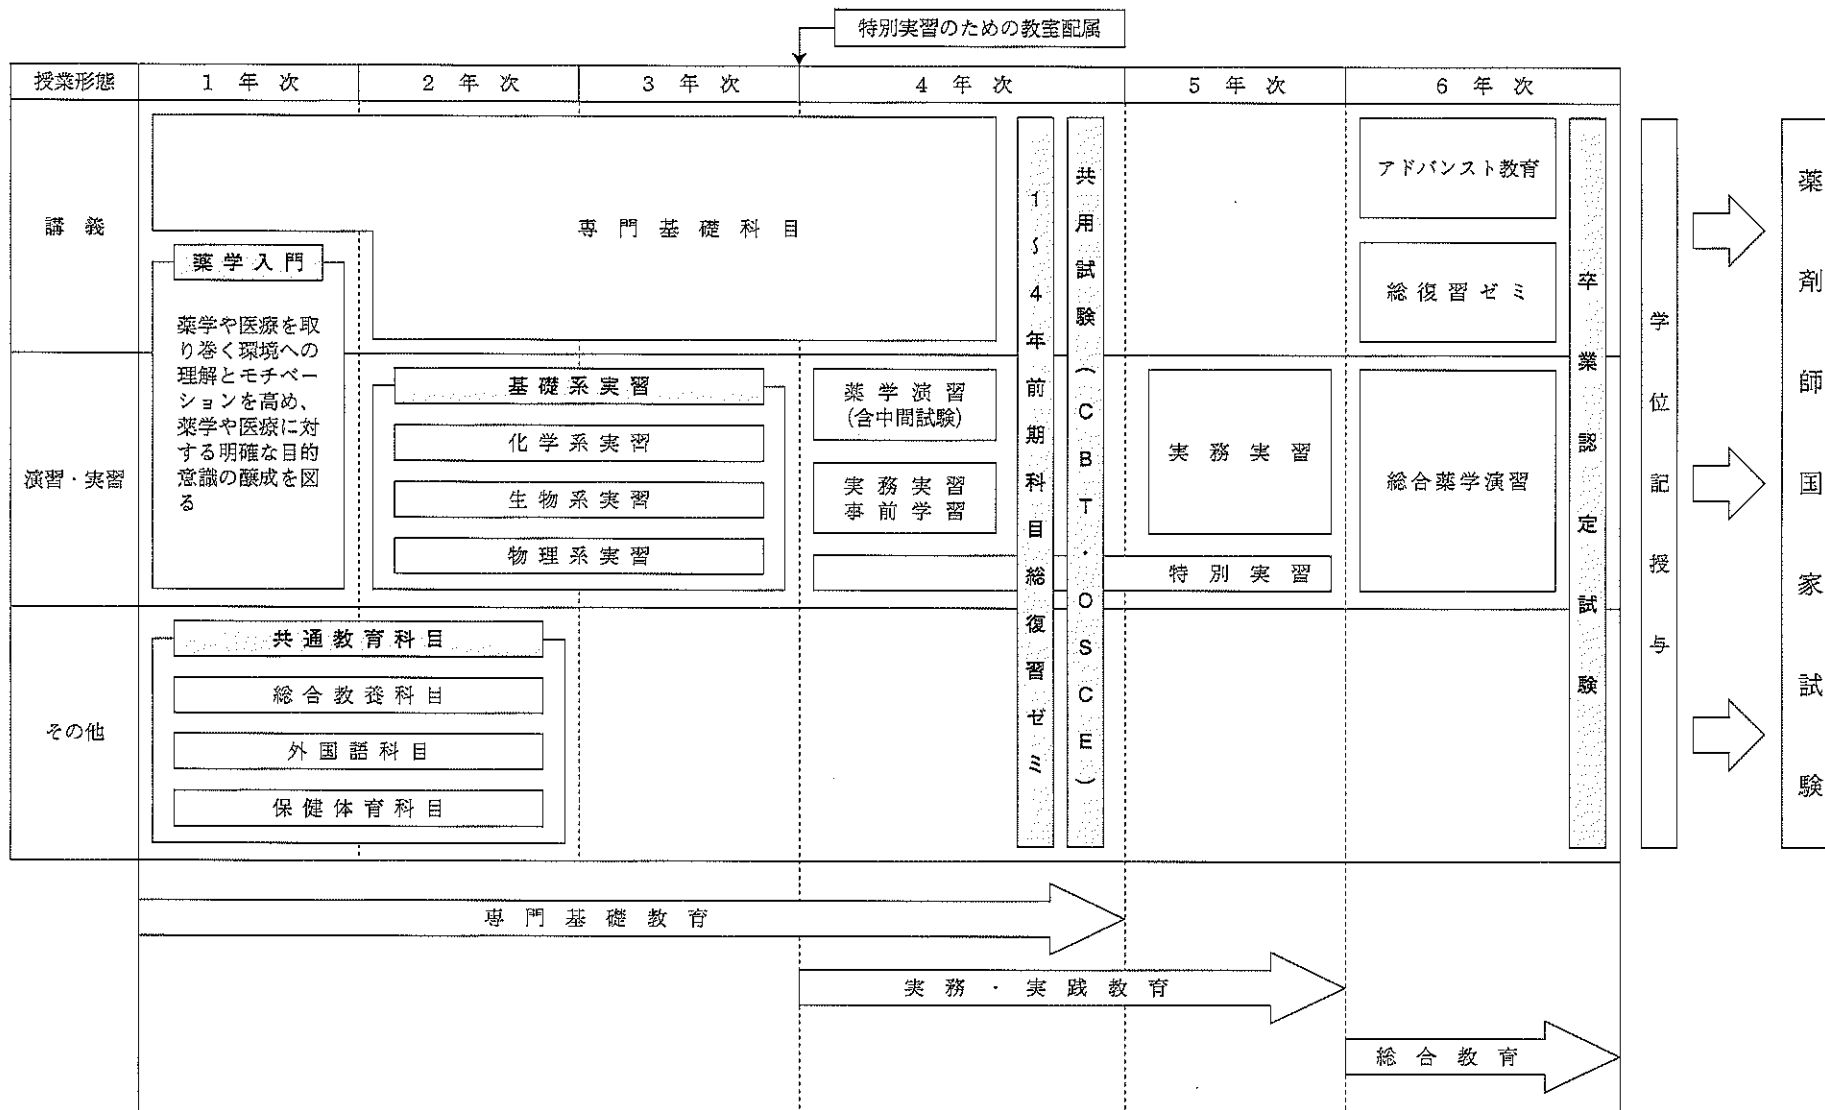 特別実習のための教室配属
授業形態
1年次
2年次
3年次
4年次
5年次
6年次
講義
専門基礎科目
薬学入門
薬学や医療を取
り巻く環境への
理解とモチベー
ションを高め、
薬学や医療に対
する明確な目的
意識の醸成を図
る
1〜4年前期科目総復習ゼミ
共用試験(CBT・OSCE)
アドバンスト教育
総復習ゼミ
卒業認定試験
学位記授与
薬剤師国家試験
演習・実習
基礎系実習
化学系実習
生物系実習
物理系実習
薬学演習
(含中間試験)
実務実習
事前学習
実務実習
特別実習
総合薬学演習
その他
共通教育科目
総合教養科目
外国語科目
保健体育科目
専門基礎教育
実務・実践教育
総合教育